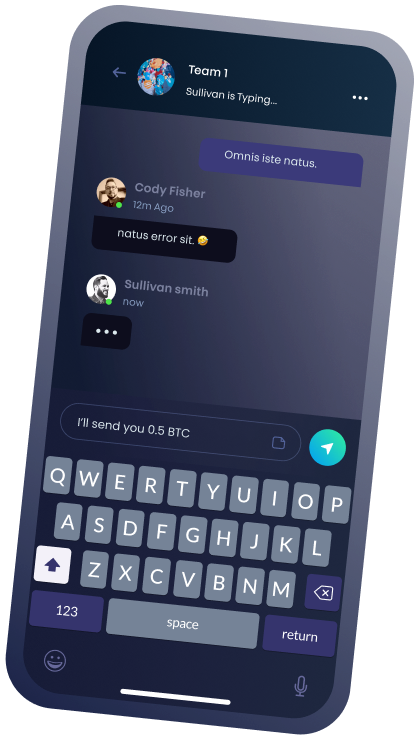 Team 1
Sullivan is Typing...
Omnis iste natus.
Cody Fisher
12m Ago
natus error sit. 🤣
Sullivan smith
now
I'll send you 0.5 BTC
Q W E R T Y U I O P
A S D F G H J K L
Z X C V B N M
123 space return